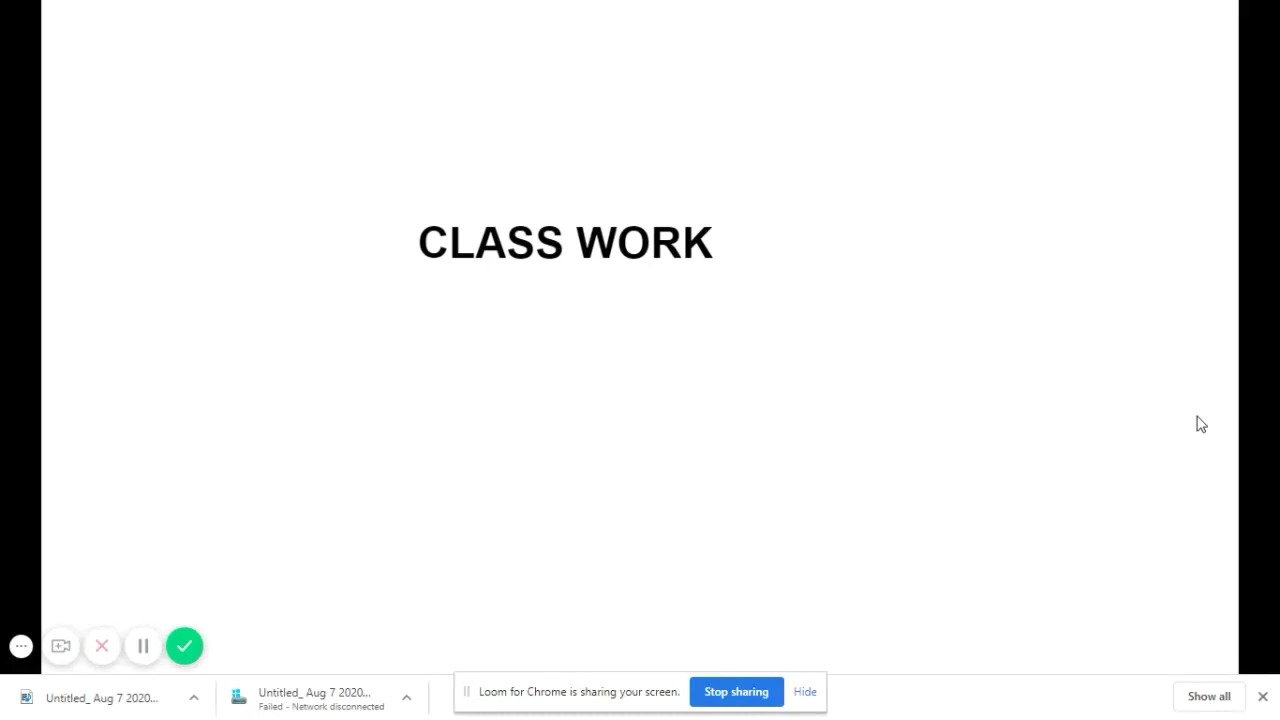 CLASS WORK
Untitled_ Aug 7 2020...
Untitled_ Aug 7 2020...
Failed - Network disconnected
Loom for Chrome is sharing your screen.
Stop sharing
Hide
Show all